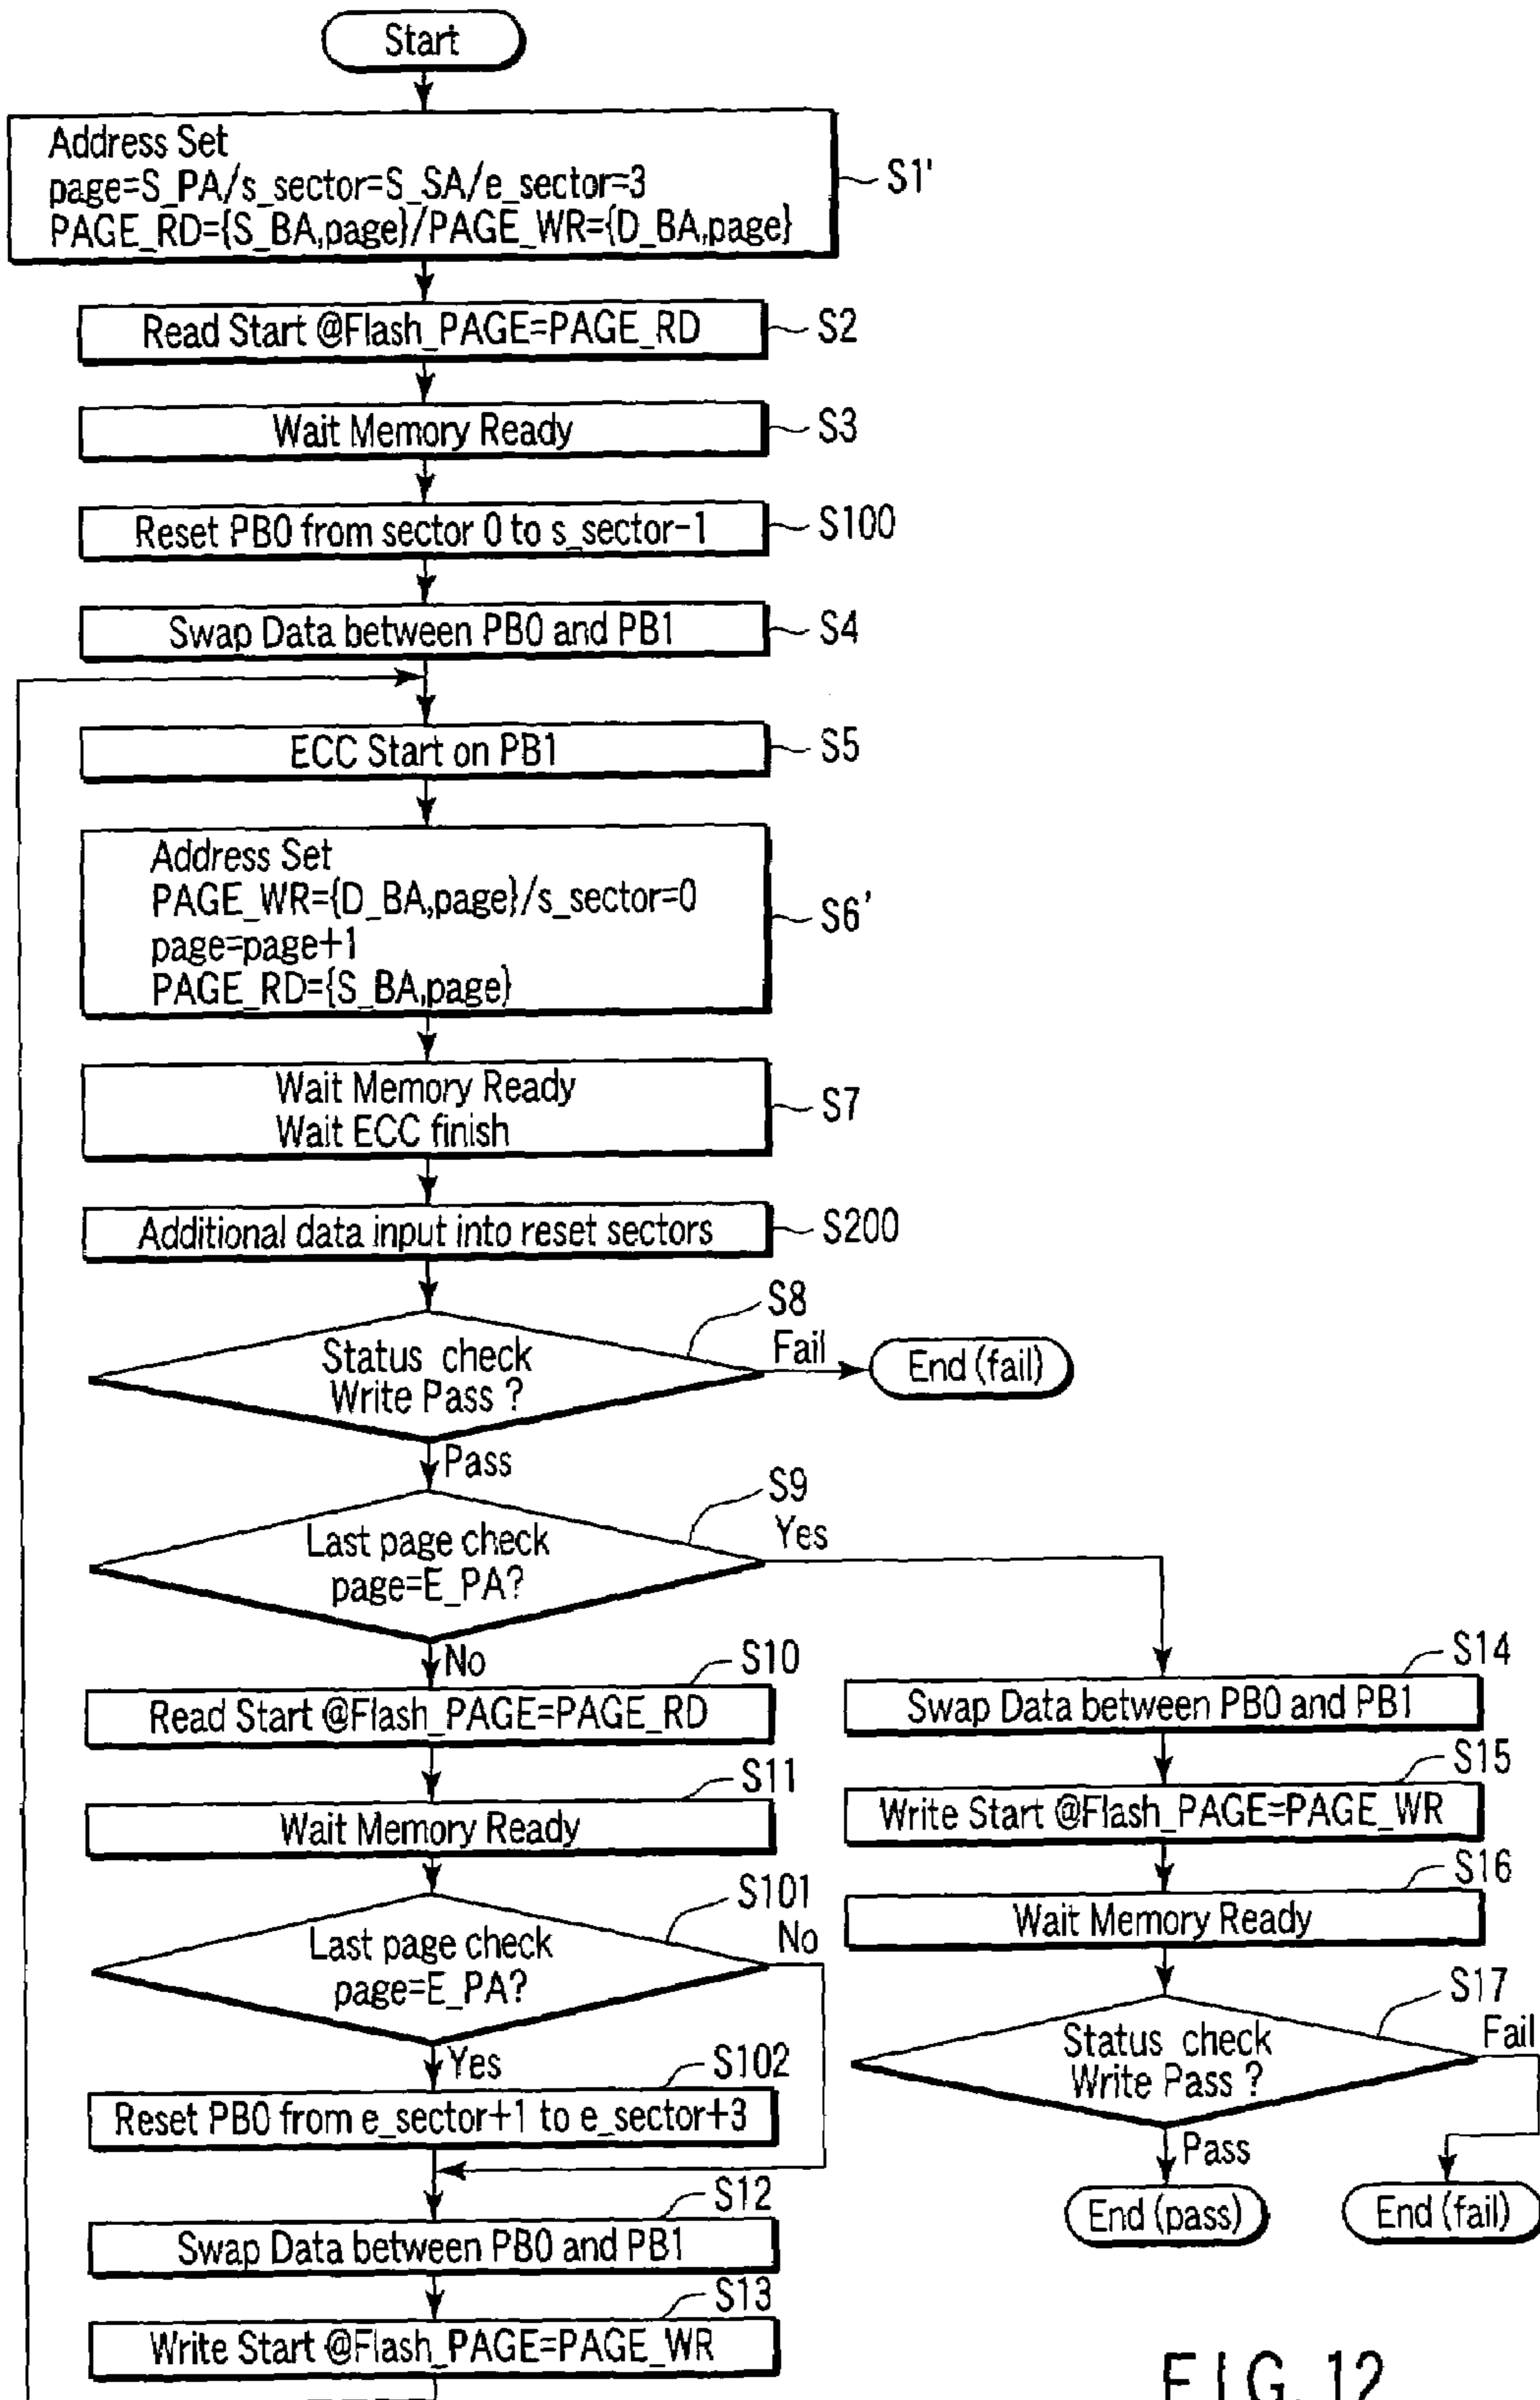 Start
Address Set
page=S_PA/s_sector=S_SA/e_sector=3
PAGE_RD={S_BA,page}/PAGE_WR={D_BA,page}
S1'
Read Start @Flash_PAGE=PAGE_RD
S2
Wait Memory Ready
S3
Reset PB0 from sector 0 to s_sector-1
S100
Swap Data between PB0 and PB1
S4
ECC Start on PB1
S5
Address Set
PAGE_WR={D_BA,page}/s_sector=0
page=page+1
PAGE_RD={S_BA,page}
S6'
Wait Memory Ready
Wait ECC finish
S7
Additional data input into reset sectors
S200
S8
Status check
Write Pass ?
Fail
End (fail)
Pass
S9
Last page check
page=E_PA?
Yes
No
S10
Read Start @Flash_PAGE=PAGE_RD
S11
Wait Memory Ready
S101
Last page check
page=E_PA?
No
Yes
S102
Reset PB0 from e_sector+1 to e_sector+3
S12
Swap Data between PB0 and PB1
S13
Write Start @Flash_PAGE=PAGE_WR
S14
Swap Data between PB0 and PB1
S15
Write Start @Flash_PAGE=PAGE_WR
S16
Wait Memory Ready
S17
Status check
Write Pass ?
Fail
Pass
End (pass)
End (fail)
FIG. 12